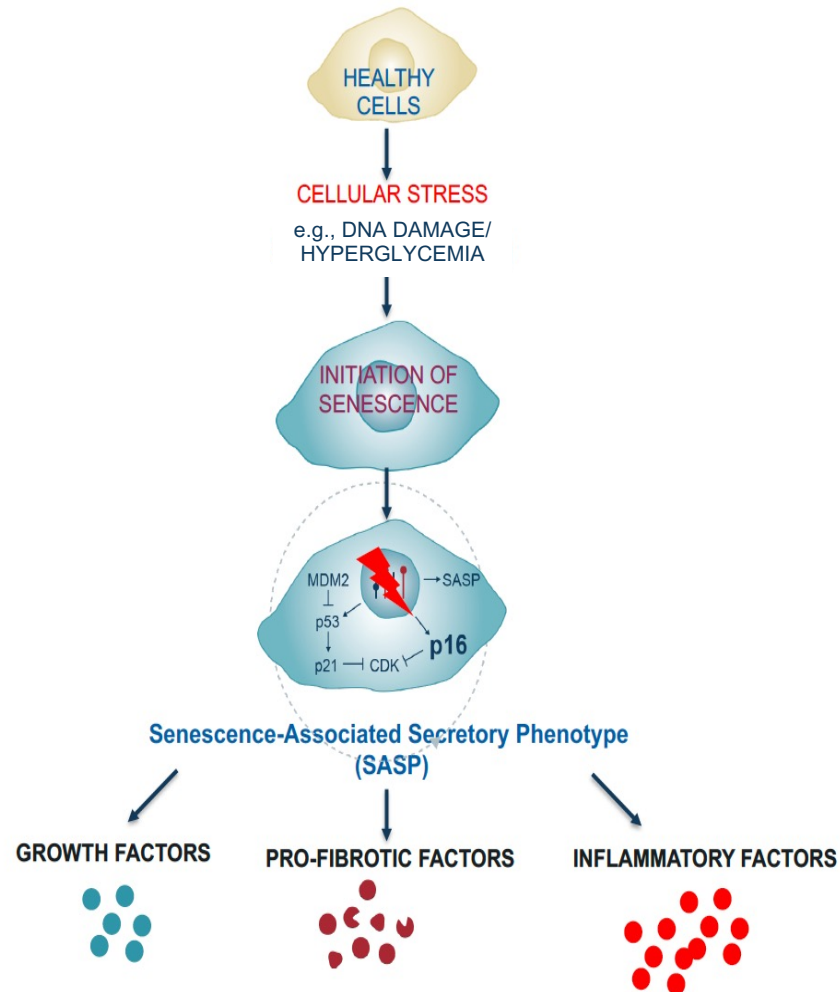 HEALTHY
CELLS
CELLULAR STRESS
e.g., DNA DAMAGE/
HYPERGLYCEMIA
INITIATION OF
SENESCENCE
MDM2
SASP
p53
p16
p21
CDK
Senescence-Associated Secretory Phenotype
(SASP)
GROWTH FACTORS
PRO-FIBROTIC FACTORS
INFLAMMATORY FACTORS